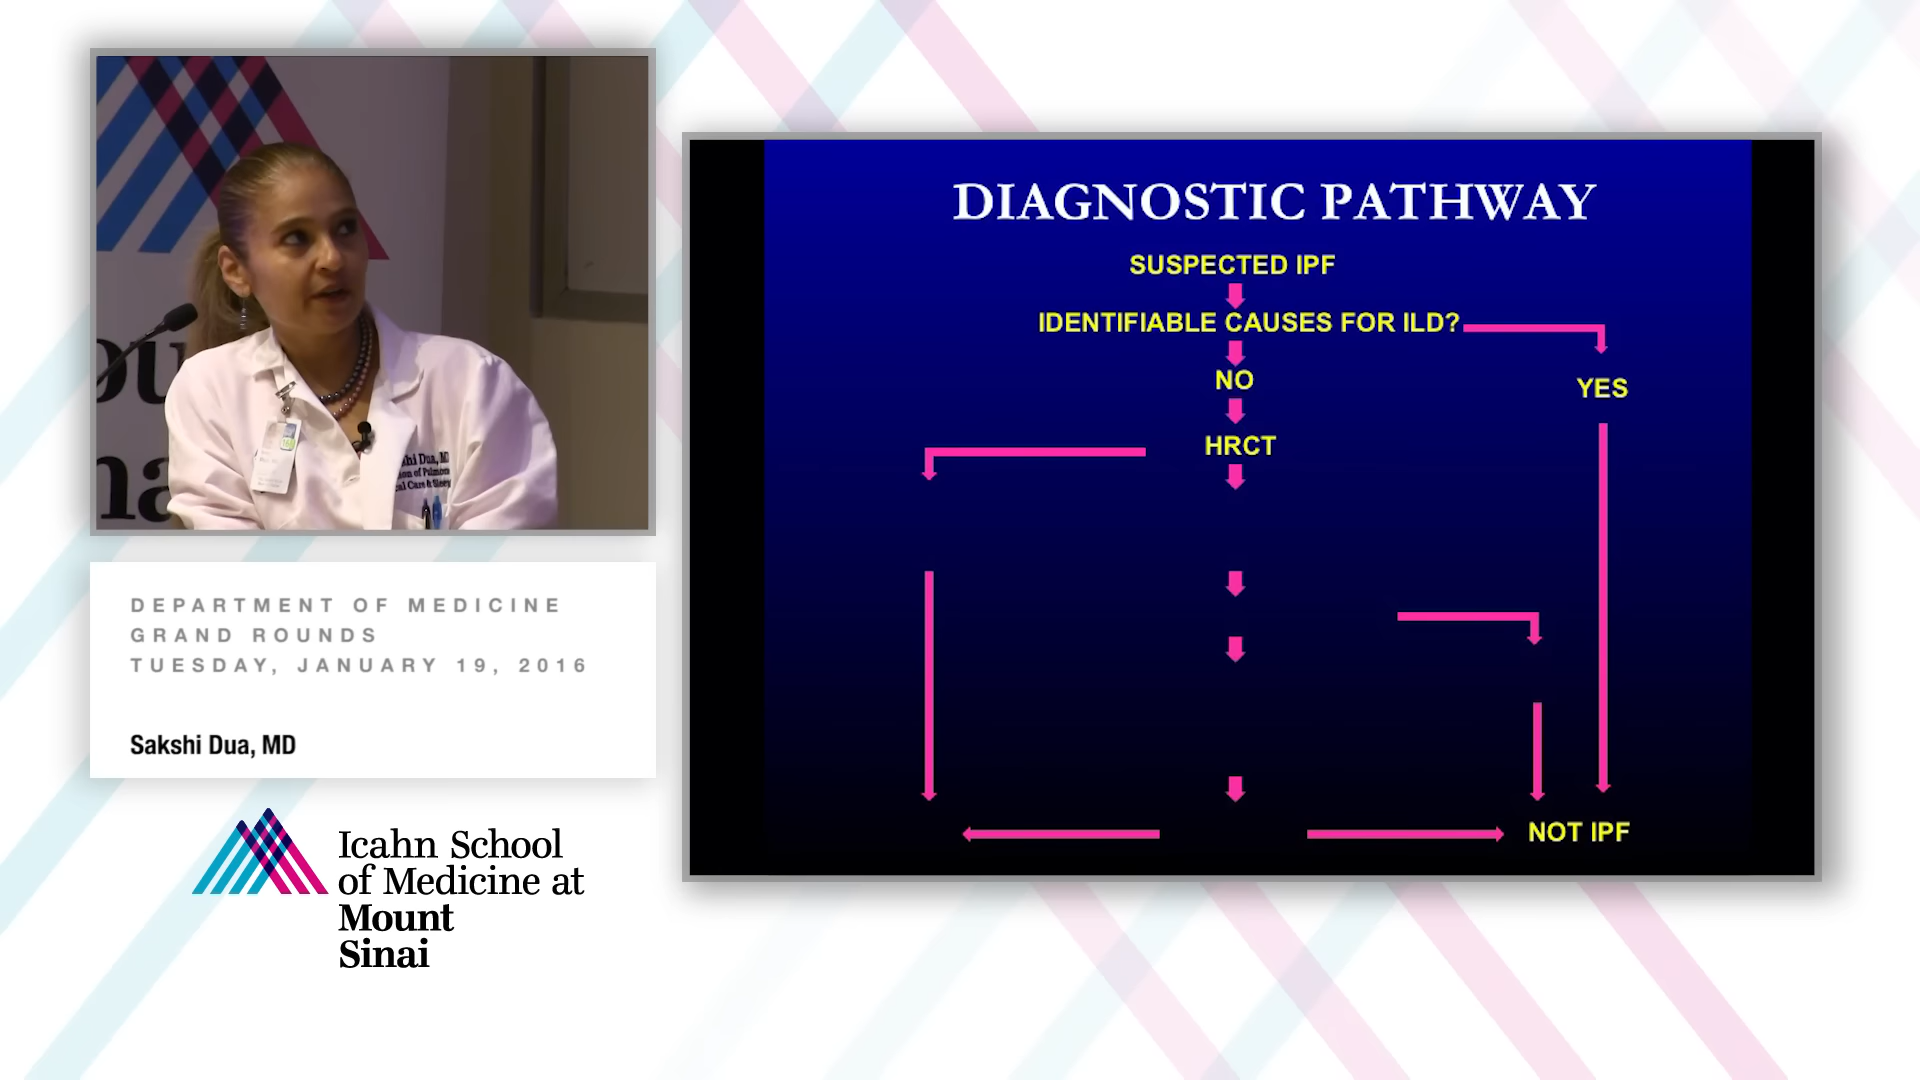 DEPARTMENT OF MEDICINE
GRAND ROUNDS
TUESDAY, JANUARY 19, 2016
Sakshi Dua, MD
Icahn School
of Medicine at
Mount
Sinai
DIAGNOSTIC PATHWAY
SUSPECTED IPF
IDENTIFIABLE CAUSES FOR ILD?
NO
YES
HRCT
NOT IPF